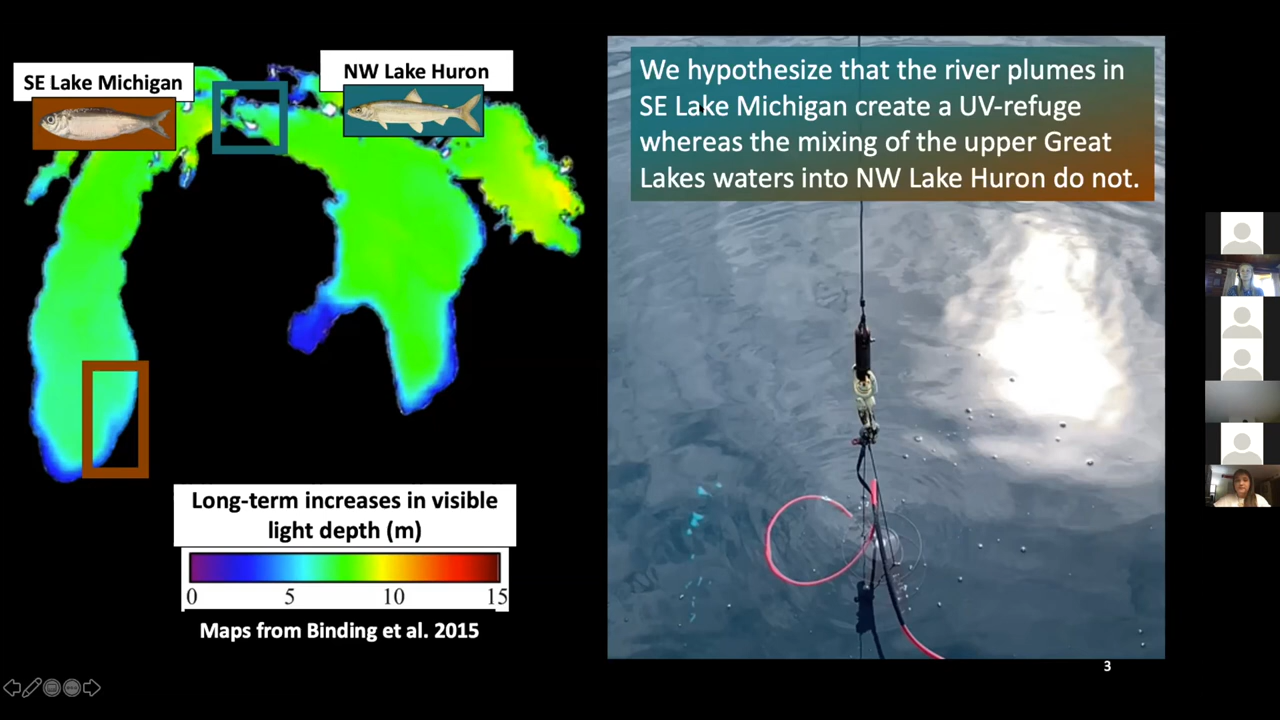 SE Lake Michigan
NW Lake Huron
We hypothesize that the river plumes in
SE Lake Michigan create a UV-refuge
whereas the mixing of the upper Great
Lakes waters into NW Lake Huron do not.
Long-term increases in visible
light depth (m)
0 5 10 15
Maps from Binding et al. 2015
3